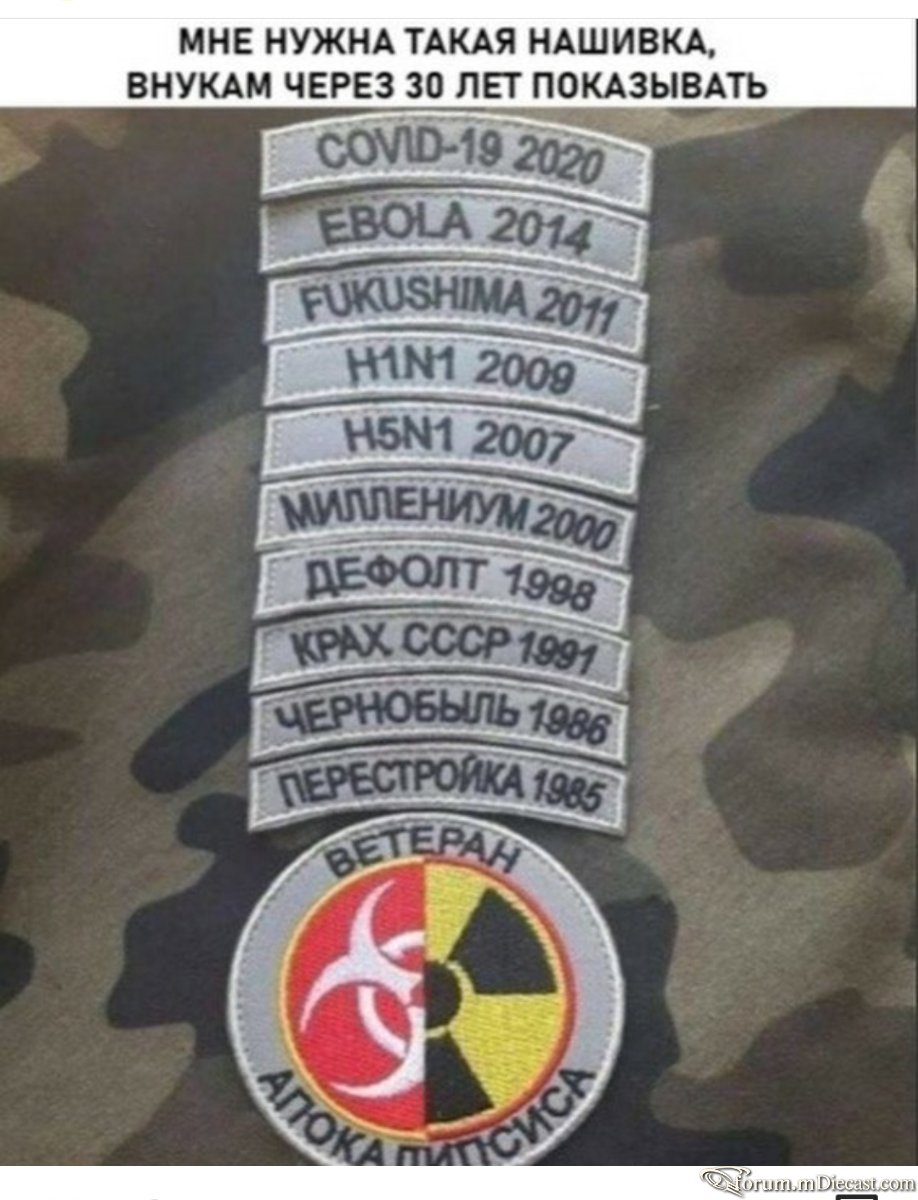 МНЕ НУЖНА ТАКАЯ НАШИВКА,
ВНУКАМ ЧЕРЕЗ 30 ЛЕТ ПОКАЗЫВАТЬ
COVID-19 2020
EBOLA 2014
FUKUSHIMA 2011
H1N1 2009
H5N1 2007
МИЛЛЕНИУМ 2000
ДЕФОЛТ 1998
КРАХ СССР 1991
ЧЕРНОБЫЛЬ 1986
ПЕРЕСТРОЙКА 1985
ВЕТЕРАН
АПОКАЛИПСИСА
forum.mDiecast.com